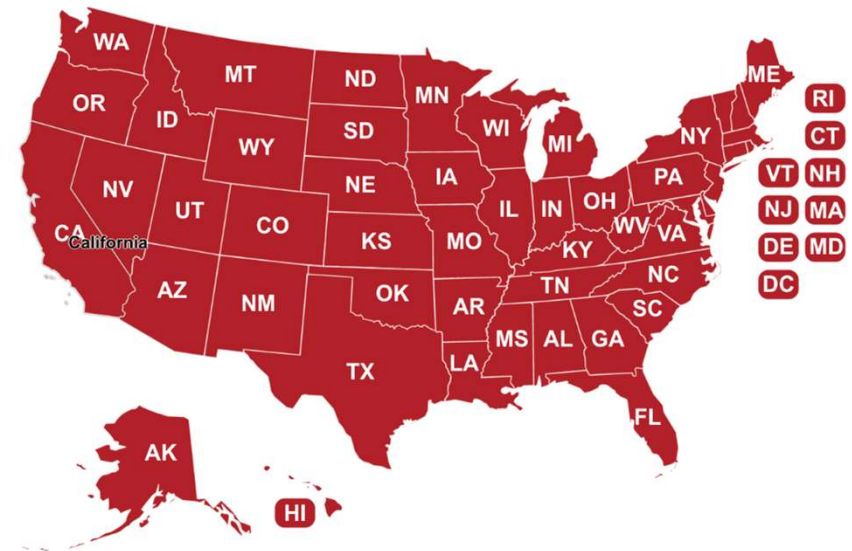 WA
MT
ND
MN
ME
OR
ID
SD
WI
MI
NY
RI
WY
CT
NV
UT
NE
IA
PA
VT
NH
CA
California
CO
KS
MO
IL
IN
OH
WV
VA
KY
NJ
MA
DE
MD
AZ
NM
OK
AR
TN
NC
SC
DC
TX
LA
MS
AL
GA
FL
AK
HI